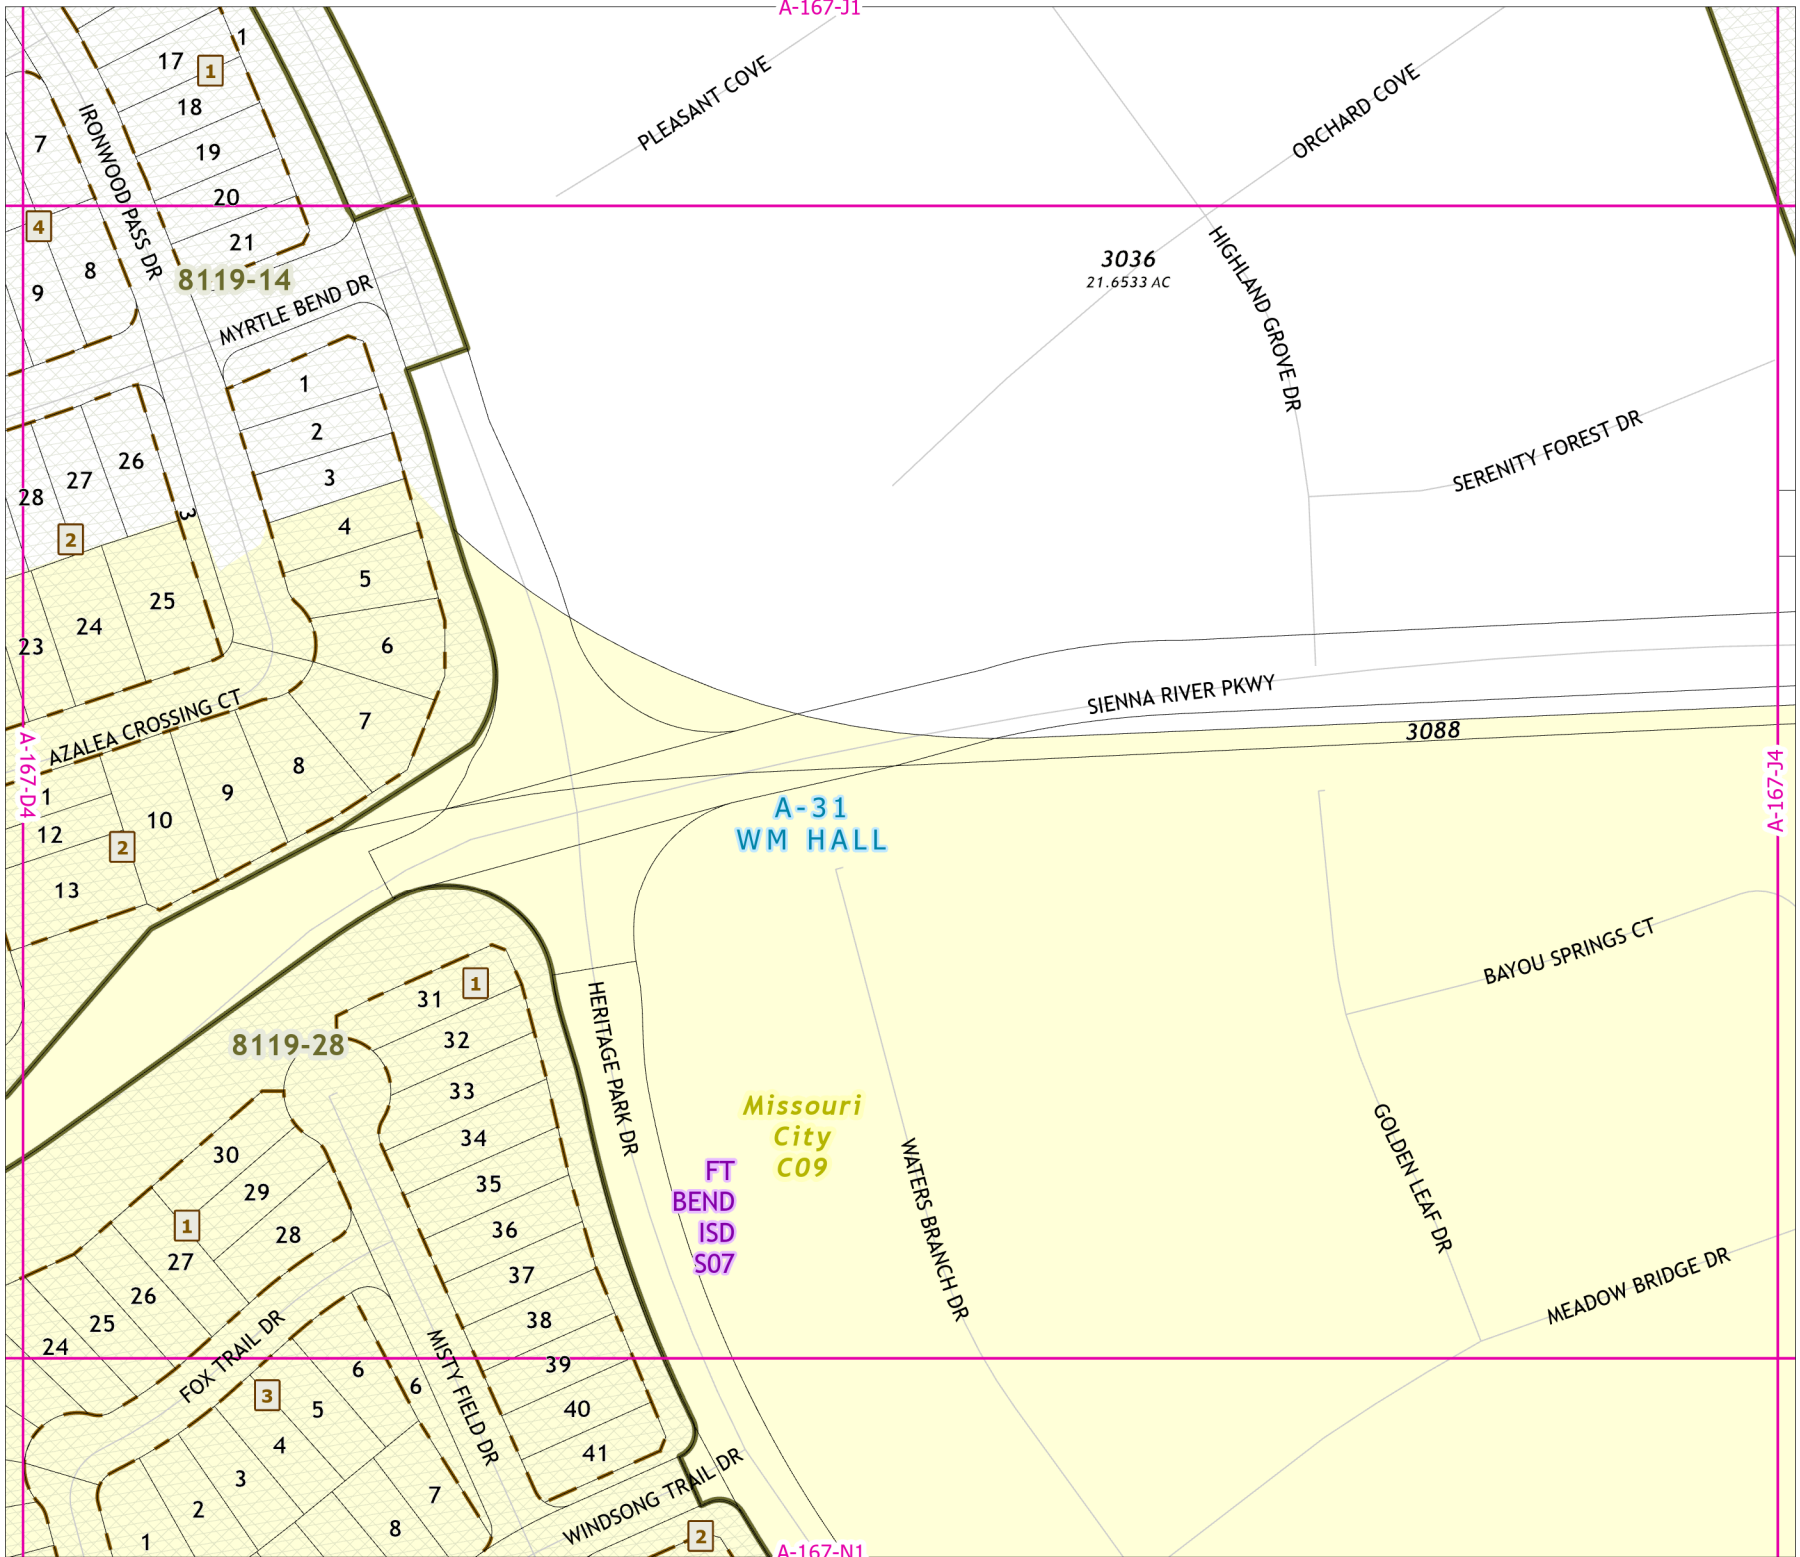 A-167-J1
17
1
1
18
19
20
21
7
4
8
9
IRONWOOD PASS DR
8119-14
MYRTLE BEND DR
PLEASANT COVE
ORCHARD COVE
3036
21.6533 AC
HIGHLAND GROVE DR
SERENITY FOREST DR
1
2
3
4
5
6
7
26
27
28
3
2
25
24
23
AZALEA CROSSING CT
A-167-D4
1
12
13
2
10
9
8
SIENNA RIVER PKWY
3088
A-167-J4
A-31
WM HALL
BAYOU SPRINGS CT
8119-28
31
1
32
33
34
35
36
37
38
39
40
41
HERITAGE PARK DR
Missouri
City
C09
FT
BEND
ISD
S07
WATERS BRANCH DR
GOLDEN LEAF DR
MEADOW BRIDGE DR
30
29
28
1
27
26
25
24
FOX TRAIL DR
MISTY FIELD DR
3
6
6
5
4
3
2
1
7
8
WINDSONG TRAIL DR
2
A-167-N1